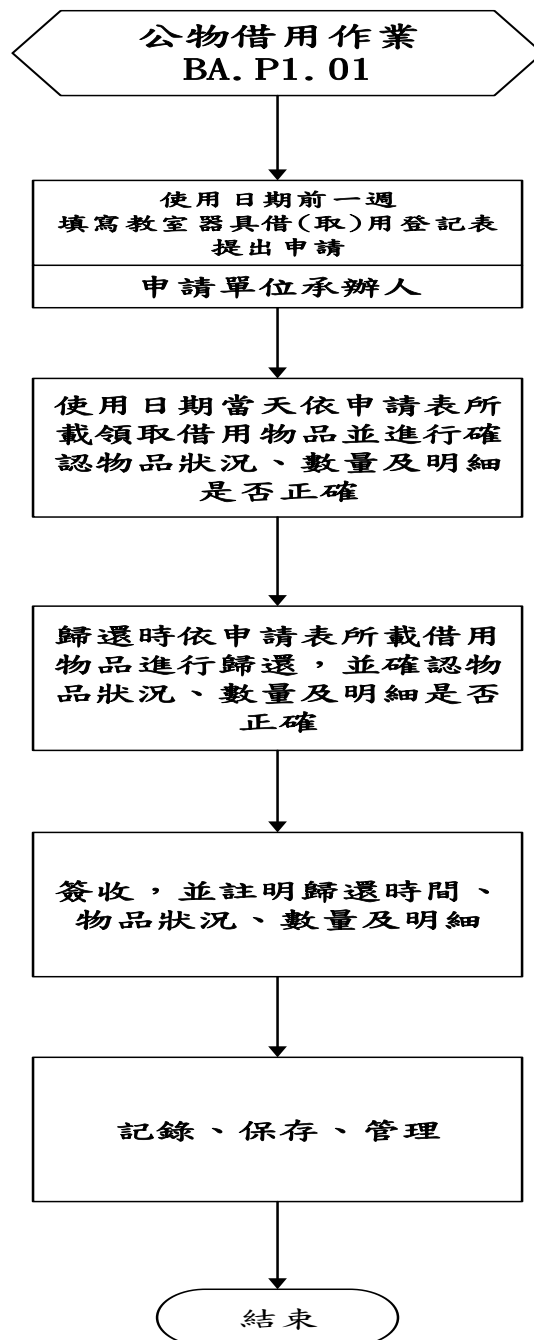 公物借用作業
BA.P1.01
使用日期前一週
填寫教室器具借(取)用登記表
提出申請
申請單位承辦人
使用日期當天依申請表所
載領取借用物品並進行確
認物品狀況、數量及明細
是否正確
歸還時依申請表所載借用
物品進行歸還，並確認物
品狀況、數量及明細是否
正確
簽收，並註明歸還時間、
物品狀況、數量及明細
記錄、保存、管理
結束